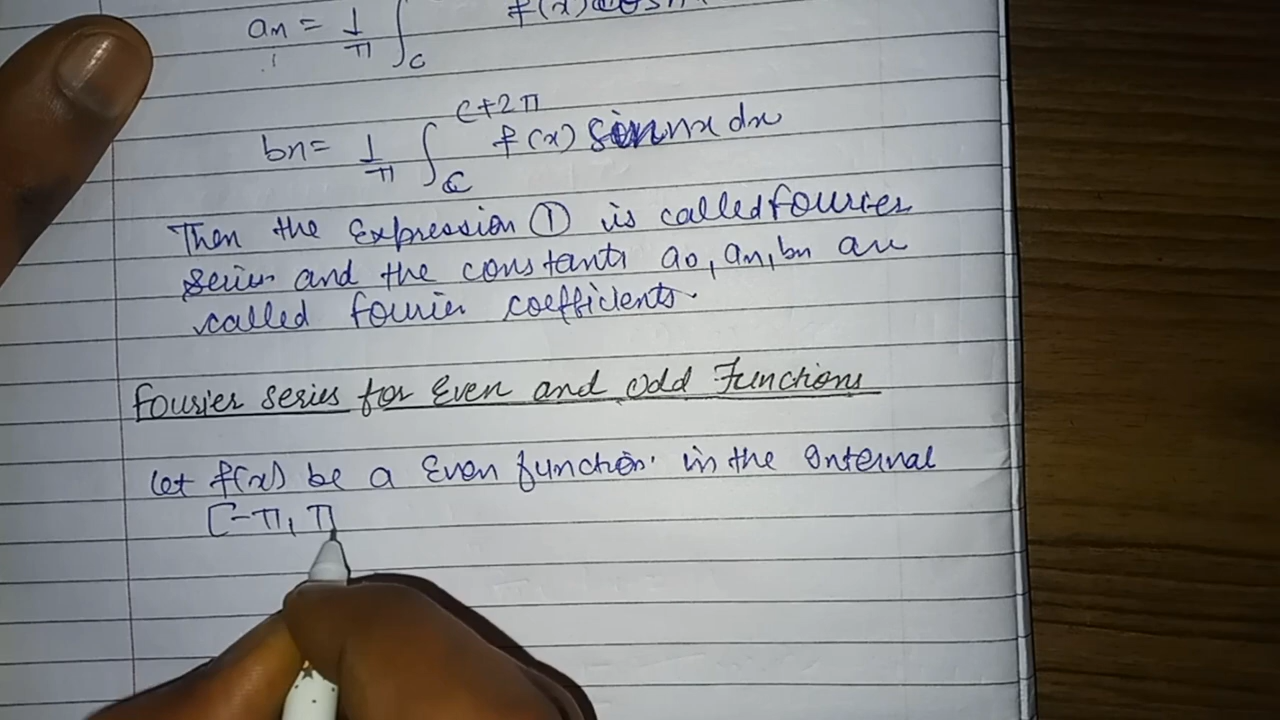 an = 1/π ∫c f(x) cosn
bn = 1/π ∫c c+2π f(x) sinnx dx
Then the Expression ① is called fourier
series and the constants a0, an, bn are
called fourier coefficients.
Fourier series for Even and odd Functions
Let f(x) be a Even function in the Interval
[-π, π